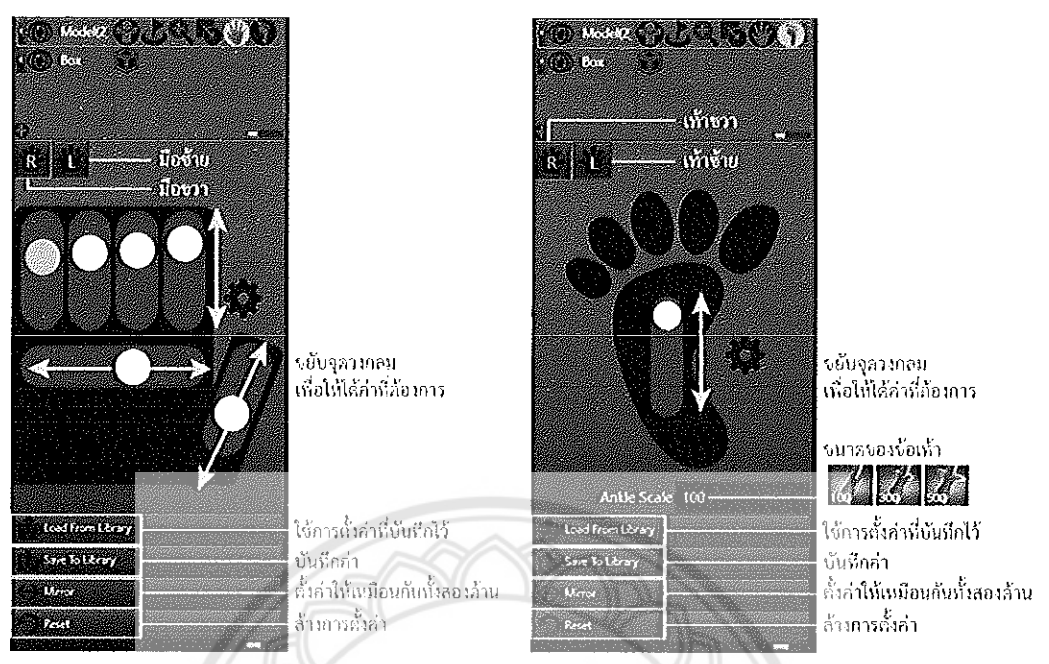 Model2
Box
R L มือซ้าย
มือขวา
ขยับจุดวงกลม
เพื่อให้ได้ค่าที่ต้องการ
Load From Library ใช้การตั้งค่าที่บันทึกไว้
Save To Library บันทึกค่า
Mirror ตั้งค่าให้เหมือนกันทั้งสองด้าน
Reset ล้างการตั้งค่า
Model2
Box
เท้าขวา
R L เท้าซ้าย
ขยับจุดวงกลม
เพื่อให้ได้ค่าที่ต้องการ
ขนาดของข้อเท้า
100 300 500
Ankle Scale 100
Load From Library ใช้การตั้งค่าที่บันทึกไว้
Save To Library บันทึกค่า
Mirror ตั้งค่าให้เหมือนกันทั้งสองด้าน
Reset ล้างการตั้งค่า